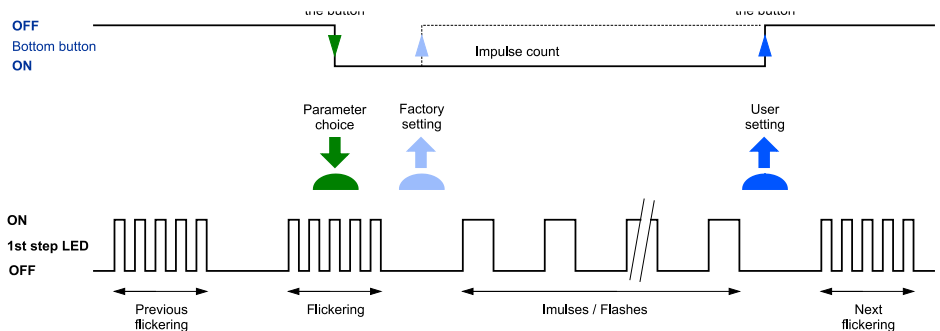 the button
the button
OFF
Bottom button
ON
Impulse count
Parameter
choice
Factory
setting
User
setting
ON
1st step LED
OFF
Previous
flickering
Flickering
Imulses / Flashes
Next
flickering